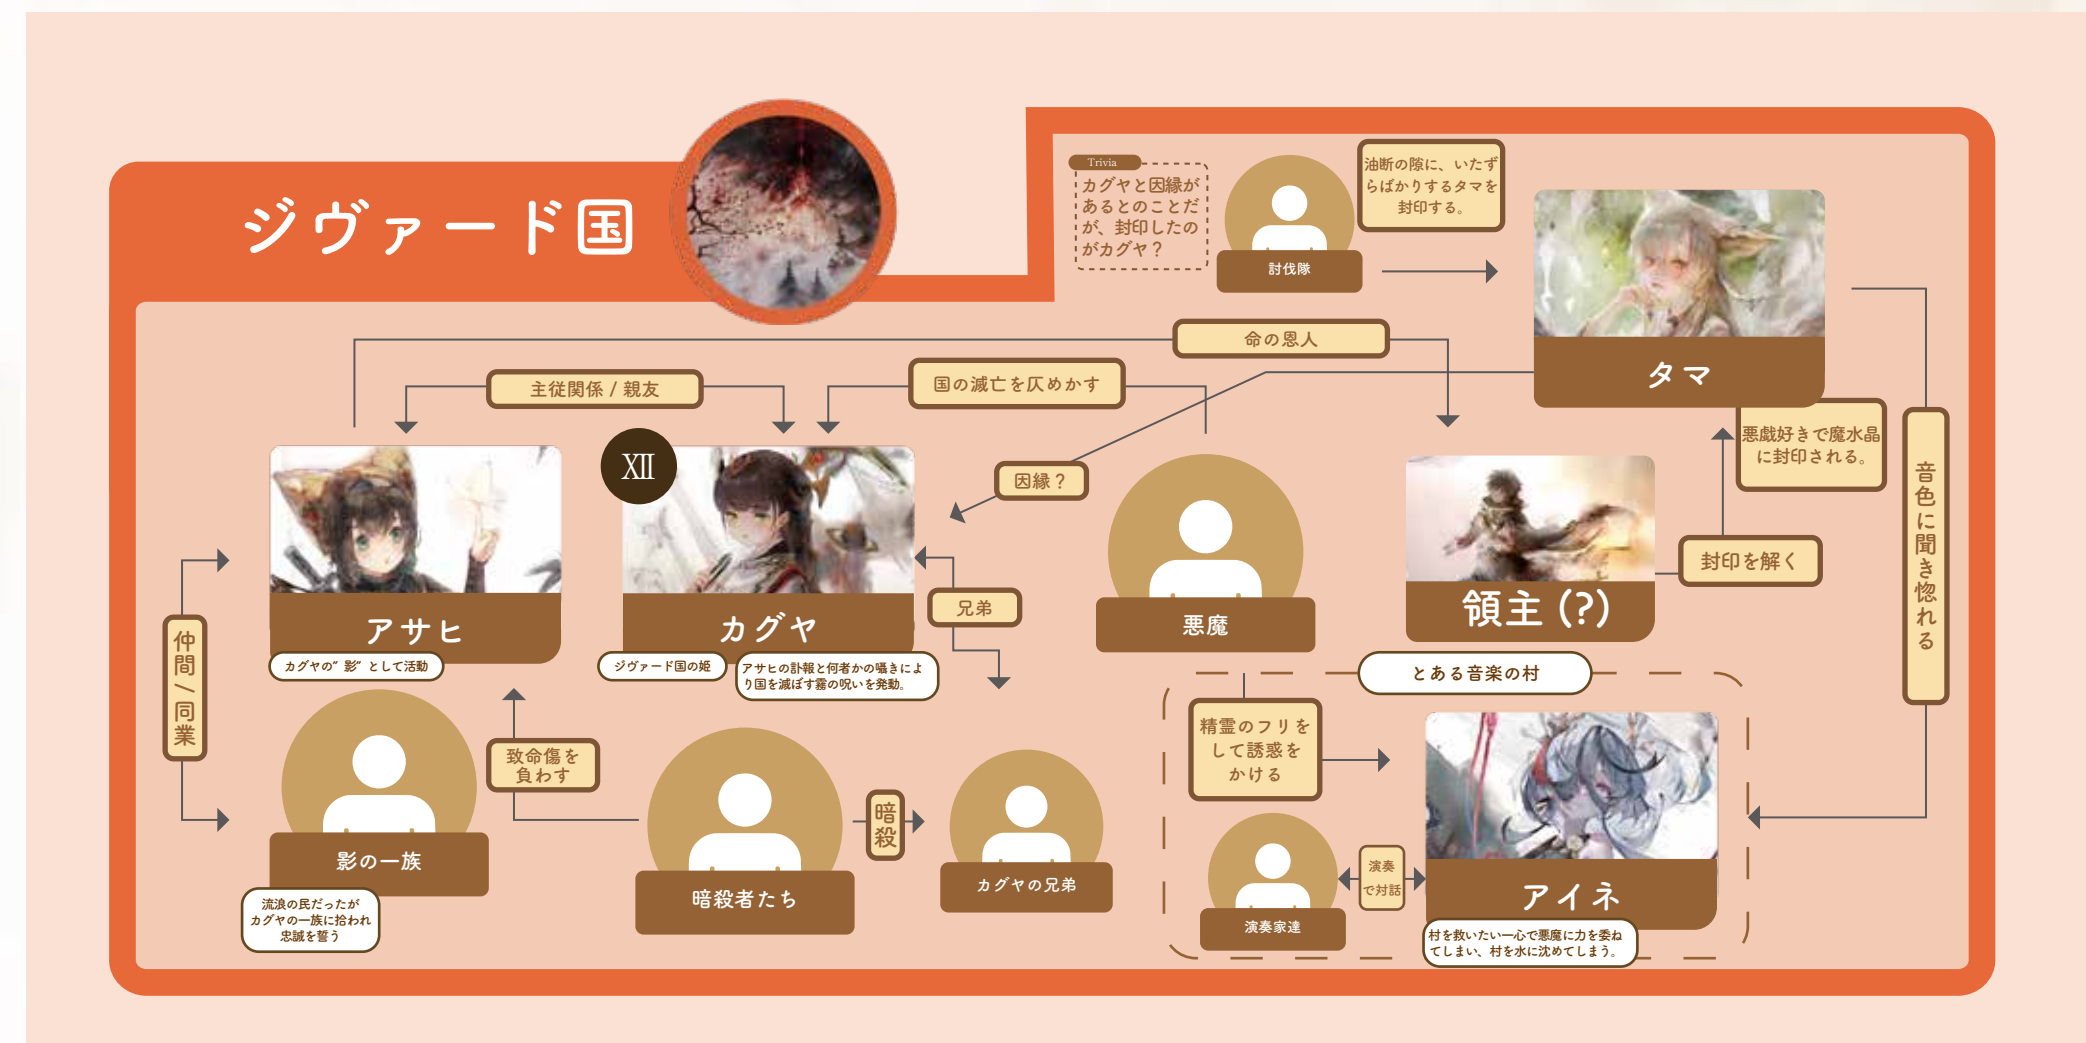 ジヴァード国
Trivia
カグヤと因縁が
あるとのことだ
が、封印したの
がカグヤ？
討伐隊
油断の隙に、いたず
らばかりするタマを
封印する。
タマ
命の恩人
主従関係 / 親友
国の滅亡を仄めかす
悪戯好きで魔水晶
に封印される。
音色に聞き惚れる
XII
因縁？
アサヒ
カグヤの”影”として活動
カグヤ
ジヴァード国の姫
アサヒの訃報と何者かの囁きによ
り国を滅ぼす霧の呪いを発動。
兄弟
悪魔
領主 (?)
封印を解く
仲間/同業
とある音楽の村
致命傷を
負わす
精霊のフリを
して誘惑を
かける
影の一族
流浪の民だったが
カグヤの一族に拾われ
忠誠を誓う
暗殺者たち
暗殺
カグヤの兄弟
演奏家達
演奏
で対話
アイネ
村を救いたい一心で悪魔に力を委ね
てしまい、村を水に沈めてしまう。